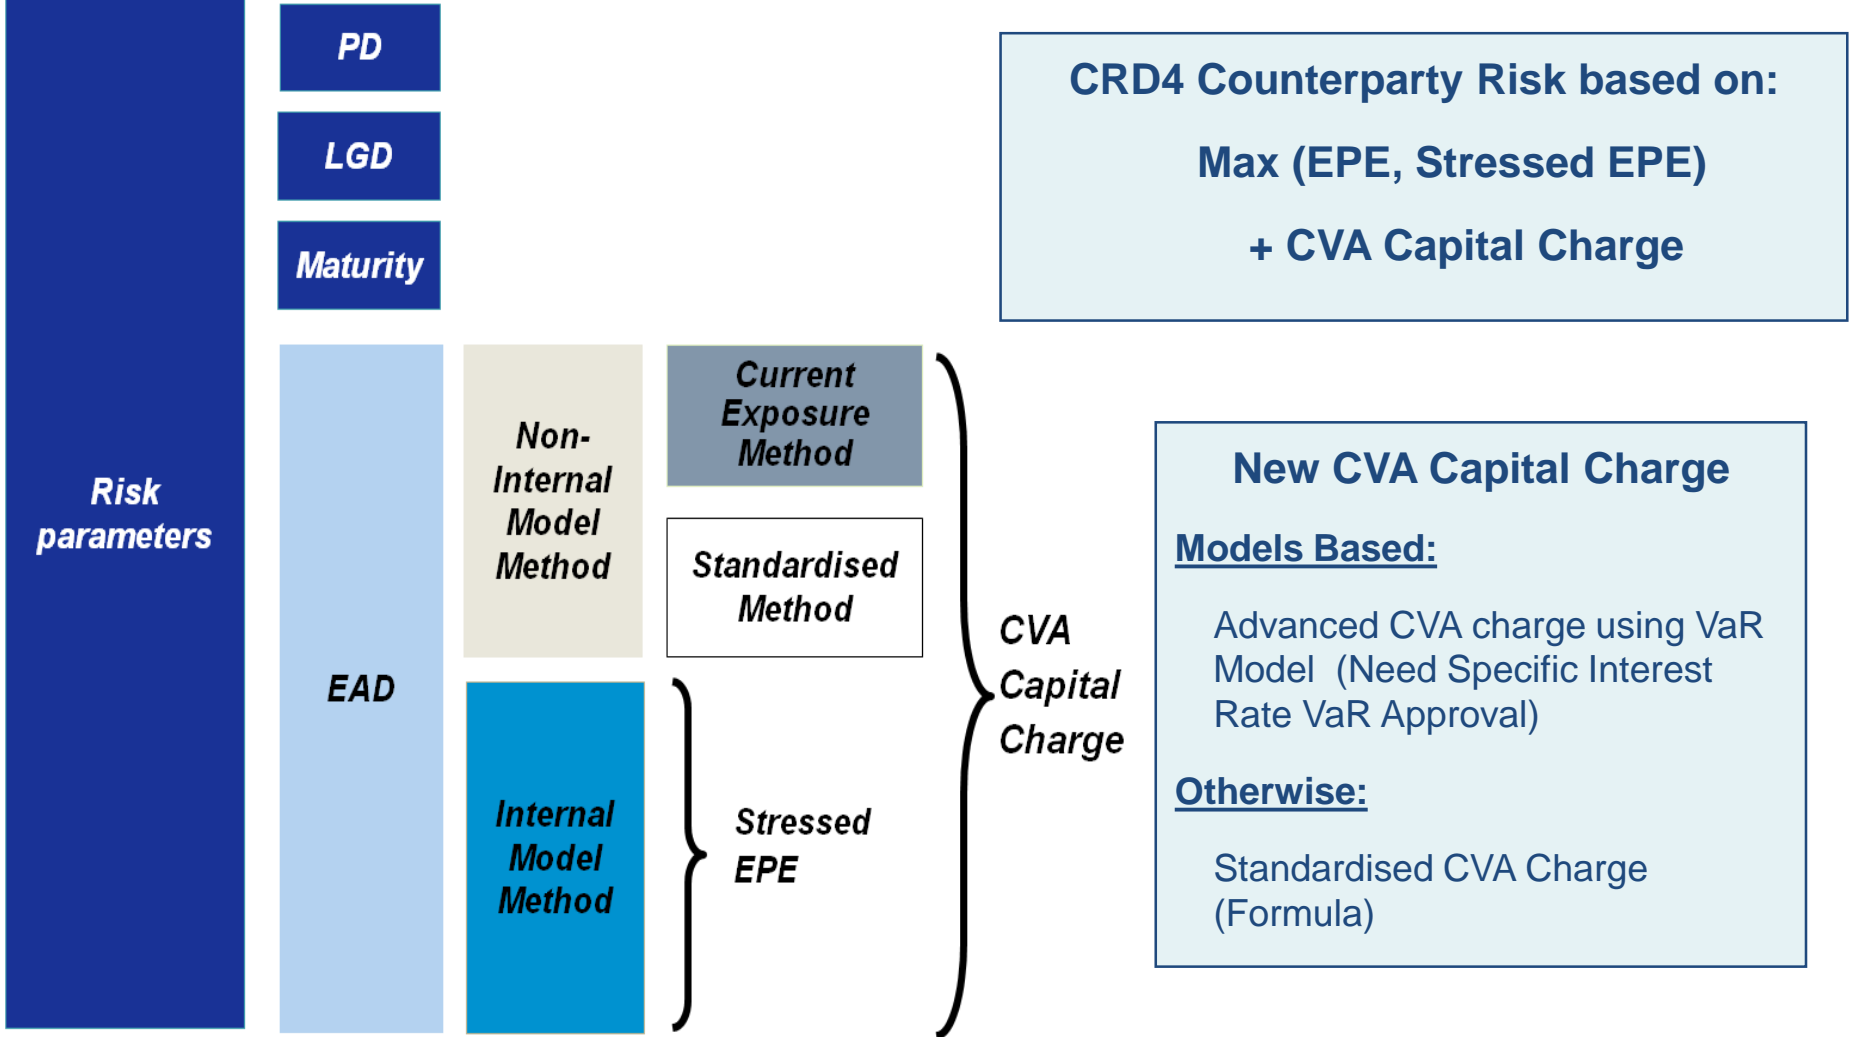 Risk
parameters
PD
LGD
Maturity
EAD
Non-
Internal
Model
Method
Internal
Model
Method
Current
Exposure
Method
Standardised
Method
Stressed
EPE
CVA
Capital
Charge
CRD4 Counterparty Risk based on:
Max (EPE, Stressed EPE)
+ CVA Capital Charge
New CVA Capital Charge
Models Based:
Advanced CVA charge using VaR
Model (Need Specific Interest
Rate VaR Approval)
Otherwise:
Standardised CVA Charge
(Formula)